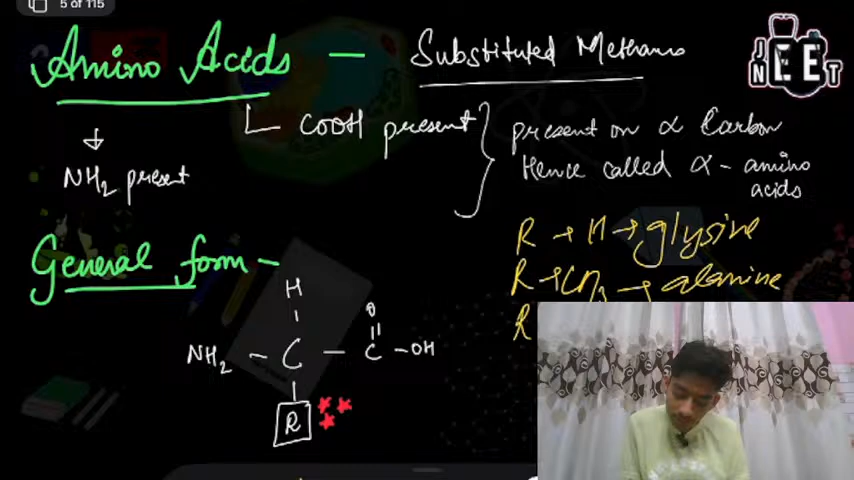 5 of 115
Amino Acids — Substituted Methane
JNEET
COOH present
present on α Carbon
Hence called α - amino
acids
NH2 present
R → H → glysine
General form -
R → CH3 → alanine
R
H
O
NH2 - C - C - OH
R